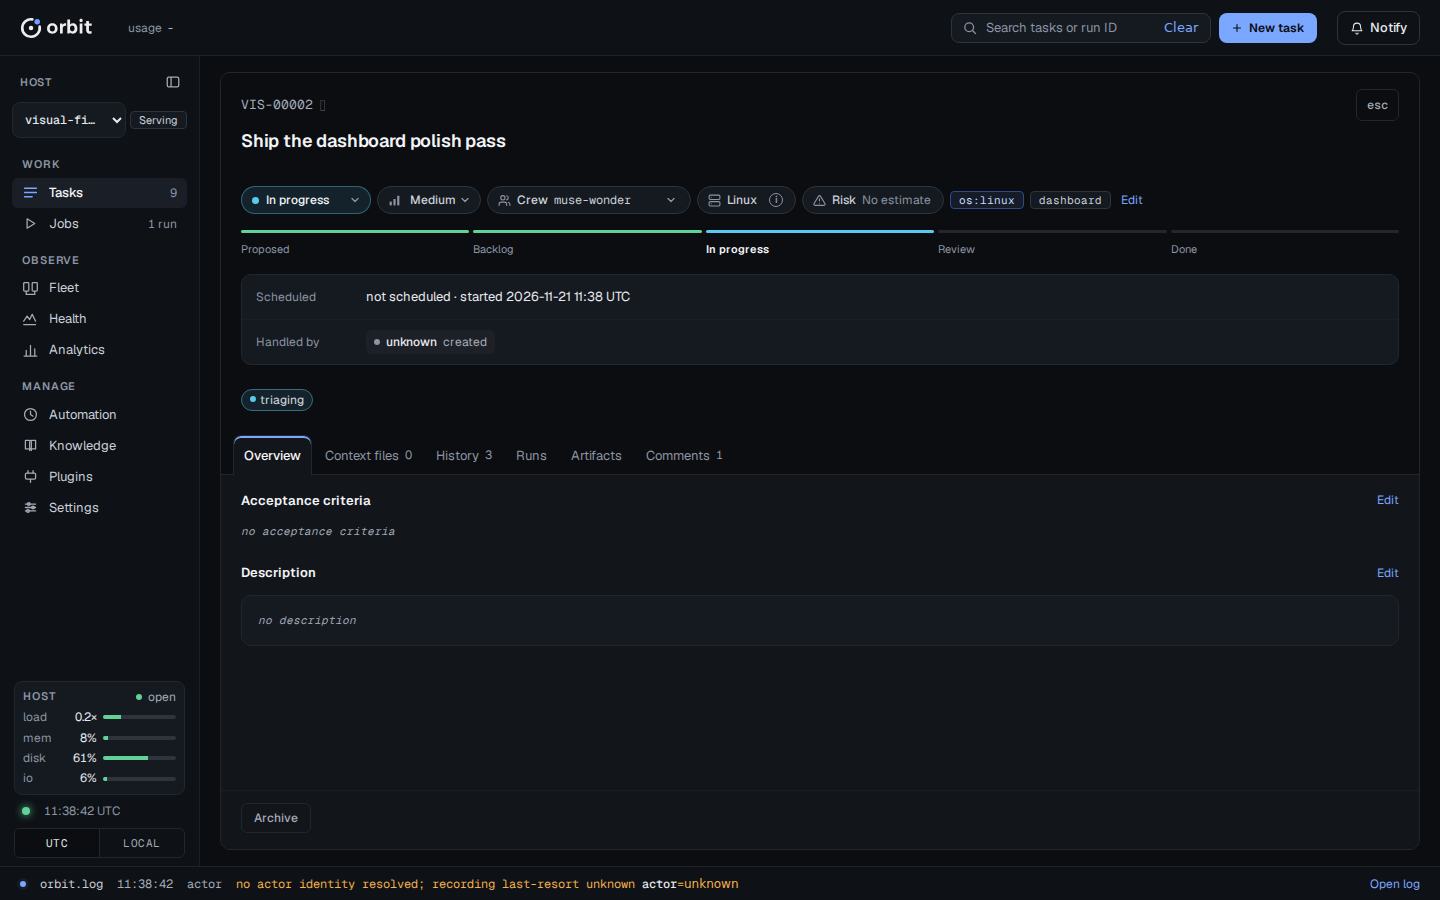 orbit
usage -
Search tasks or run ID
Clear
+ New task
Notify
HOST
visual-fi…
Serving
WORK
Tasks 9
Jobs 1 run
OBSERVE
Fleet
Health
Analytics
MANAGE
Automation
Knowledge
Plugins
Settings
HOST open
load 0.2×
mem 8%
disk 61%
io 6%
11:38:42 UTC
UTC LOCAL
VIS-00002
esc
Ship the dashboard polish pass
In progress
Medium
Crew muse-wonder
Linux
Risk No estimate
os:linux
dashboard
Edit
Proposed
Backlog
In progress
Review
Done
Scheduled not scheduled · started 2026-11-21 11:38 UTC
Handled by unknown created
triaging
Overview
Context files 0
History 3
Runs
Artifacts
Comments 1
Acceptance criteria Edit
no acceptance criteria
Description Edit
no description
Archive
orbit.log 11:38:42 actor no actor identity resolved; recording last-resort unknown actor=unknown
Open log